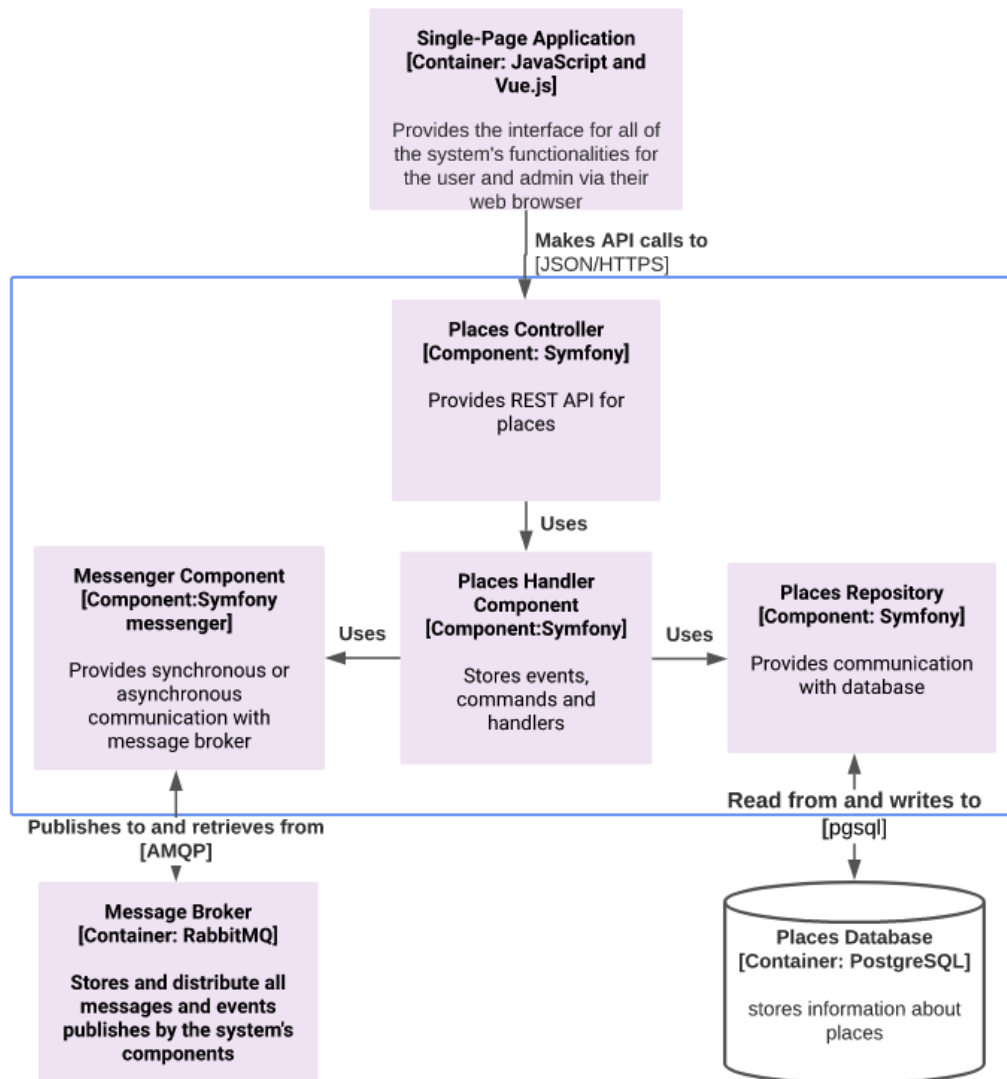 Single-Page Application
[Container: JavaScript and
Vue.js]
Provides the interface for all of
the system's functionalities for
the user and admin via their
web browser
Makes API calls to
[JSON/HTTPS]
Places Controller
[Component: Symfony]
Provides REST API for
places
Uses
Messenger Component
[Component:Symfony
messenger]
Provides synchronous or
asynchronous
communication with
message broker
Uses
Places Handler
Component
[Component:Symfony]
Stores events,
commands and
handlers
Uses
Places Repository
[Component: Symfony]
Provides communication
with database
Publishes to and retrieves from
[AMQP]
Read from and writes to
[pgsql]
Message Broker
[Container: RabbitMQ]
Stores and distribute all
messages and events
publishes by the system's
components
Places Database
[Container: PostgreSQL]
stores information about
places